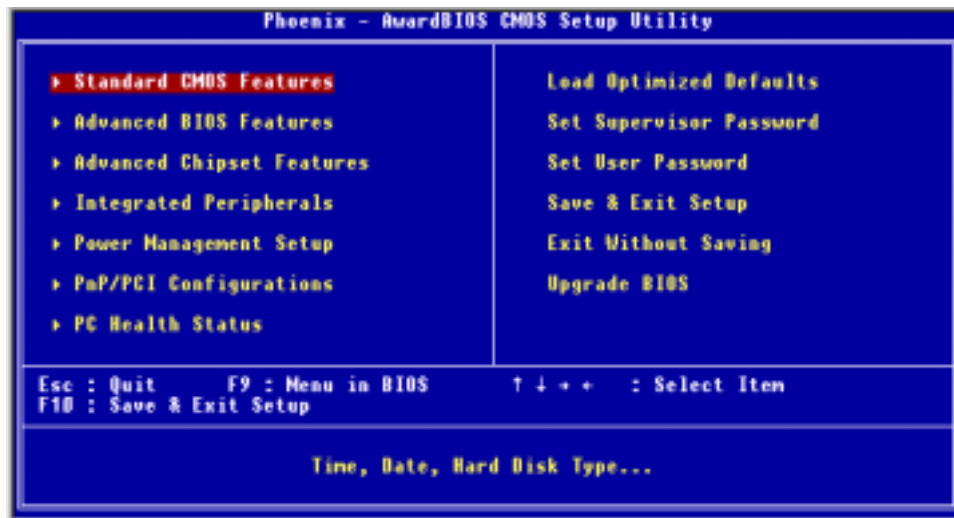 Phoenix - AwardBIOS CMOS Setup Utility
▸ Standard CMOS Features
▸ Advanced BIOS Features
▸ Advanced Chipset Features
▸ Integrated Peripherals
▸ Power Management Setup
▸ PnP/PCI Configurations
▸ PC Health Status
Load Optimized Defaults
Set Supervisor Password
Set User Password
Save & Exit Setup
Exit Without Saving
Upgrade BIOS
Esc : Quit F9 : Menu in BIOS ↑ ↓ → ← : Select Item
F10 : Save & Exit Setup
Time, Date, Hard Disk Type...